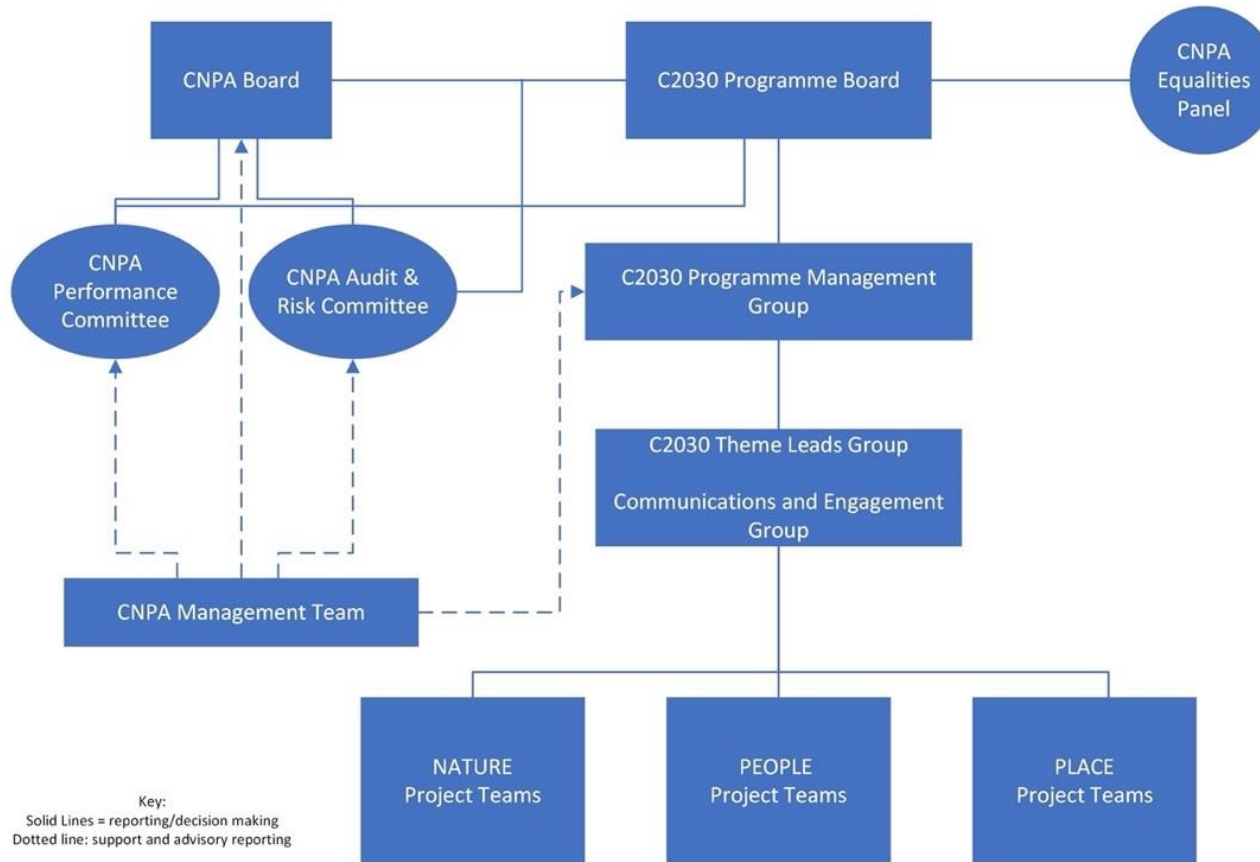 CNPA Board
C2030 Programme Board
CNPA
Equalities
Panel
CNPA
Performance
Committee
CNPA Audit &
Risk Committee
C2030 Programme Management
Group
C2030 Theme Leads Group
Communications and Engagement
Group
CNPA Management Team
NATURE
Project Teams
PEOPLE
Project Teams
PLACE
Project Teams
Key:
Solid Lines = reporting/decision making
Dotted line: support and advisory reporting